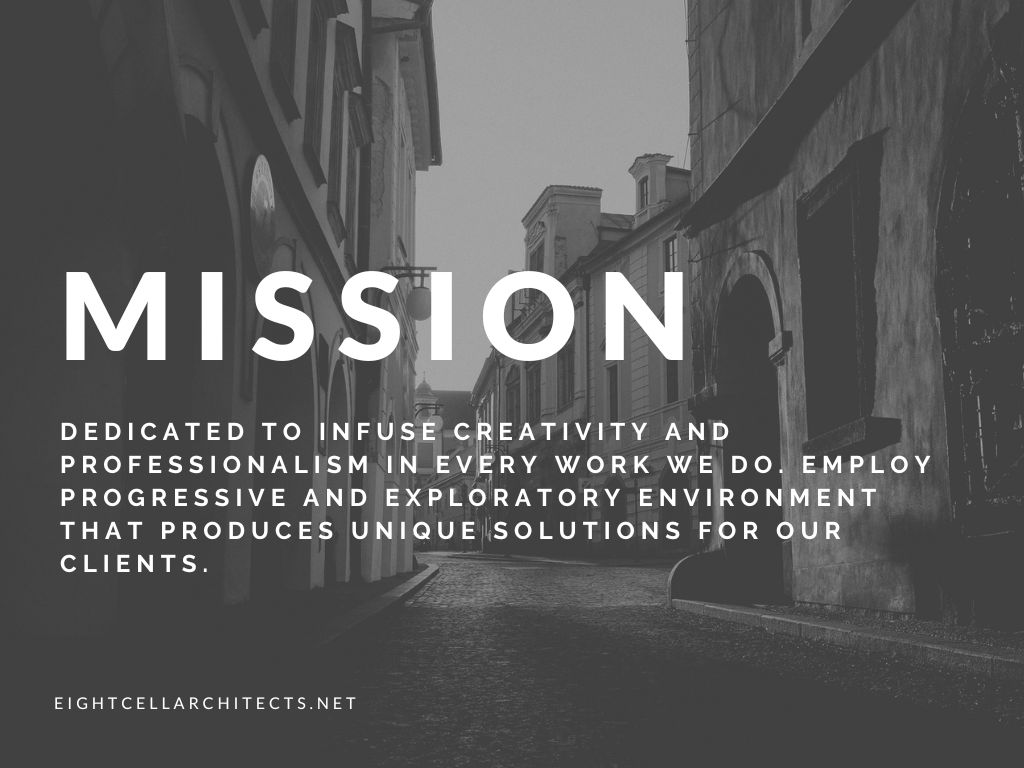 MISSION
DEDICATED TO INFUSE CREATIVITY AND
PROFESSIONALISM IN EVERY WORK WE DO. EMPLOY
PROGRESSIVE AND EXPLORATORY ENVIRONMENT
THAT PRODUCES UNIQUE SOLUTIONS FOR OUR
CLIENTS.
EIGHTCELLARCHITECTS.NET